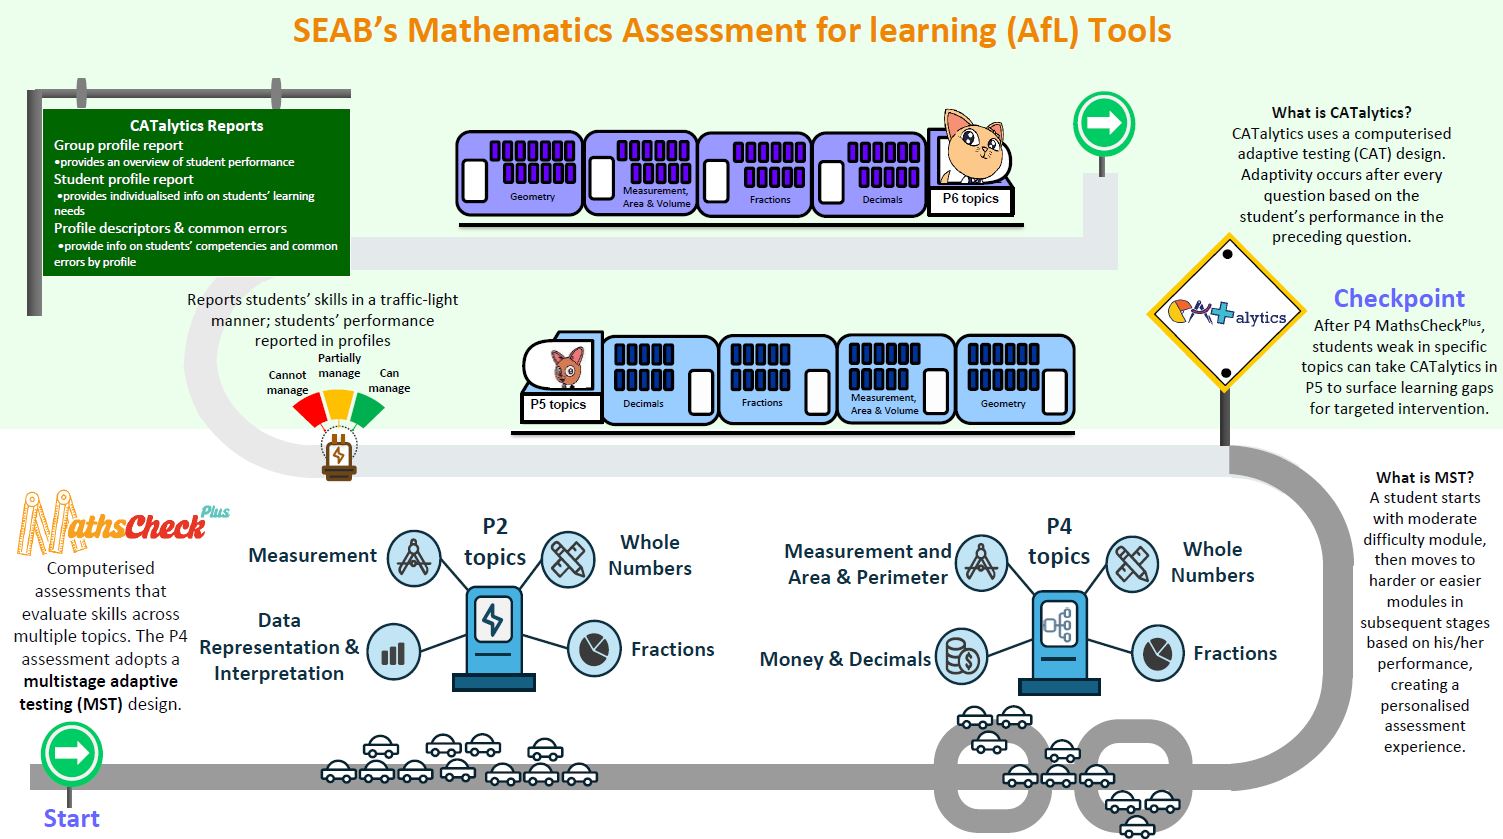 SEAB's Mathematics Assessment for learning (AfL) Tools
CATalytics Reports
Group profile report
•provides an overview of student performance
Student profile report
•provides individualised info on students' learning
needs
Profile descriptors & common errors
•provide info on students' competencies and common
errors by profile
Geometry
Measurement,
Area & Volume
Fractions
Decimals
P6 topics
What is CATalytics?
CATalytics uses a computerised
adaptive testing (CAT) design.
Adaptivity occurs after every
question based on the
student's performance in the
preceding question.
Reports students' skills in a traffic-light
manner; students' performance
reported in profiles
Cannot
manage
Partially
manage
Can
manage
P5 topics
Decimals
Fractions
Measurement,
Area & Volume
Geometry
CATalytics
Checkpoint
After P4 MathsCheckPlus,
students weak in specific
topics can take CATalytics in
P5 to surface learning gaps
for targeted intervention.
MathsCheck Plus
Computerised
assessments that
evaluate skills across
multiple topics. The P4
assessment adopts a
multistage adaptive
testing (MST) design.
P2
topics
Measurement
Whole
Numbers
Data
Representation &
Interpretation
Fractions
P4
topics
Measurement and
Area & Perimeter
Whole
Numbers
Money & Decimals
Fractions
What is MST?
A student starts
with moderate
difficulty module,
then moves to
harder or easier
modules in
subsequent stages
based on his/her
performance,
creating a
personalised
assessment
experience.
Start